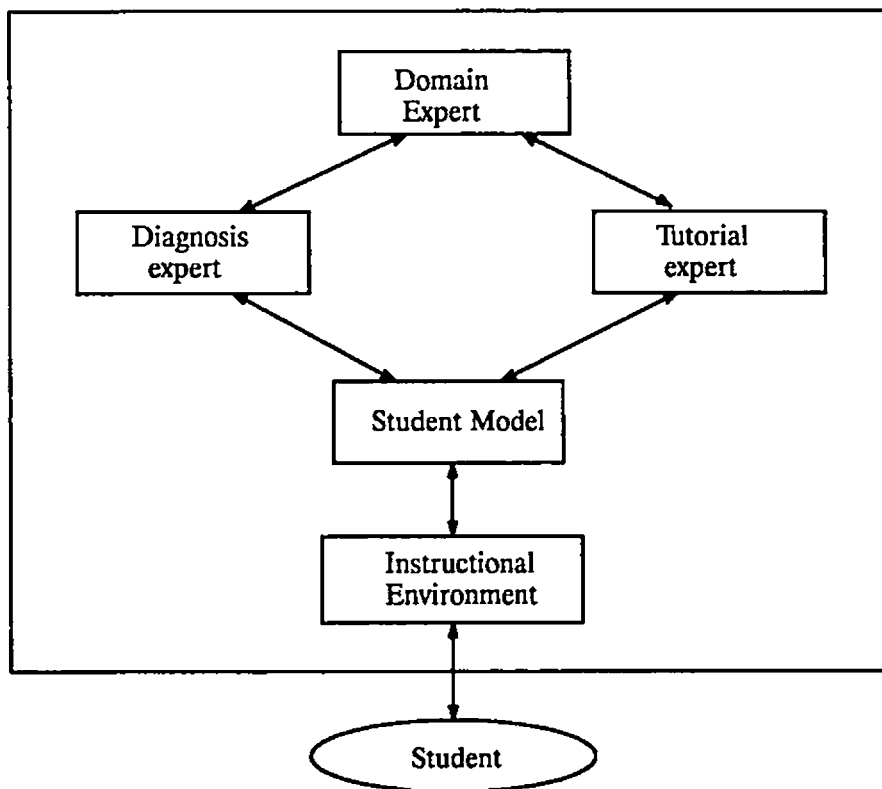 Domain
Expert
Diagnosis
expert
Tutorial
expert
Student Model
Instructional
Environment
Student